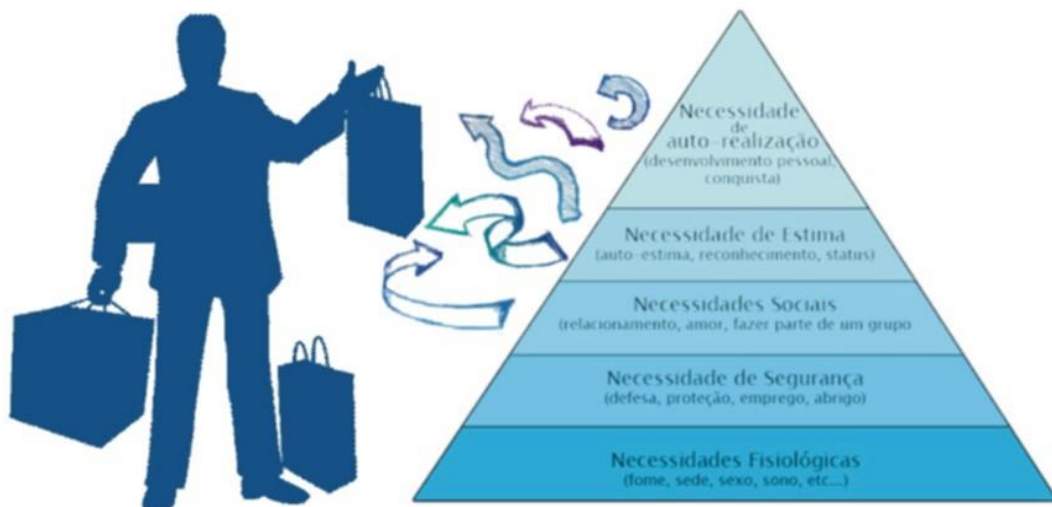 Necessidade
de
auto-realização
(desenvolvimento pessoal,
conquista)
Necessidade de Estima
(auto-estima, reconhecimento, status)
Necessidades Sociais
(relacionamento, amor, fazer parte de um grupo
Necessidade de Segurança
(defesa, proteção, emprego, abrigo)
Necessidades Fisiológicas
(fome, sede, sexo, sono, etc...)